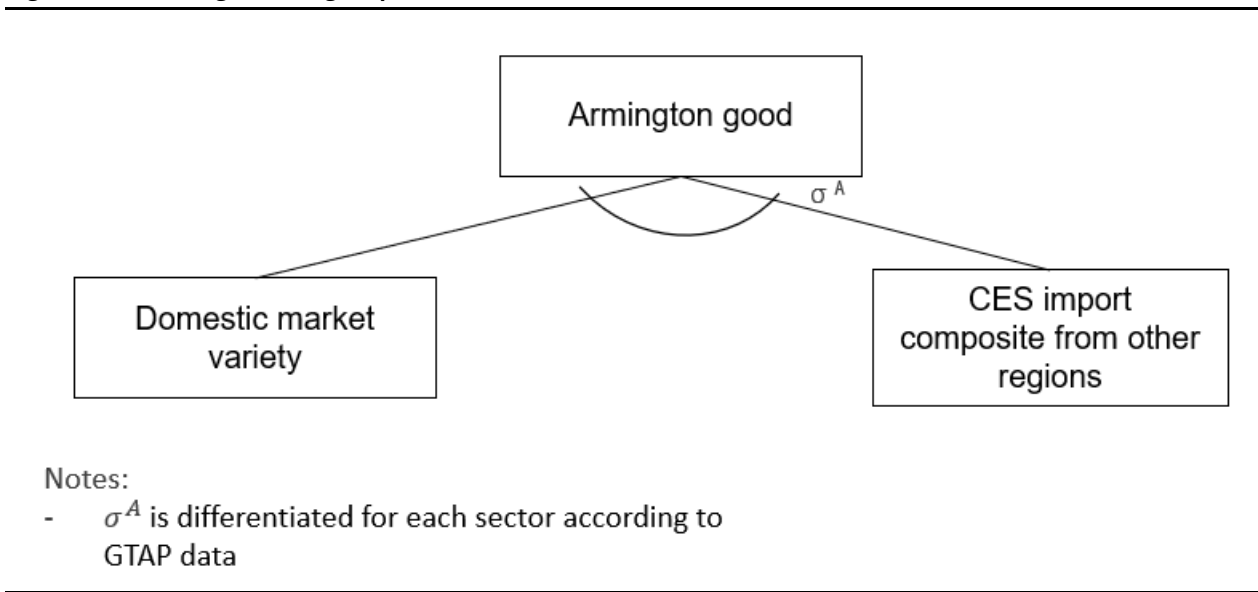 Armington good
σ A
Domestic market
variety
CES import
composite from other
regions
Notes:
- σ^A is differentiated for each sector according to
GTAP data